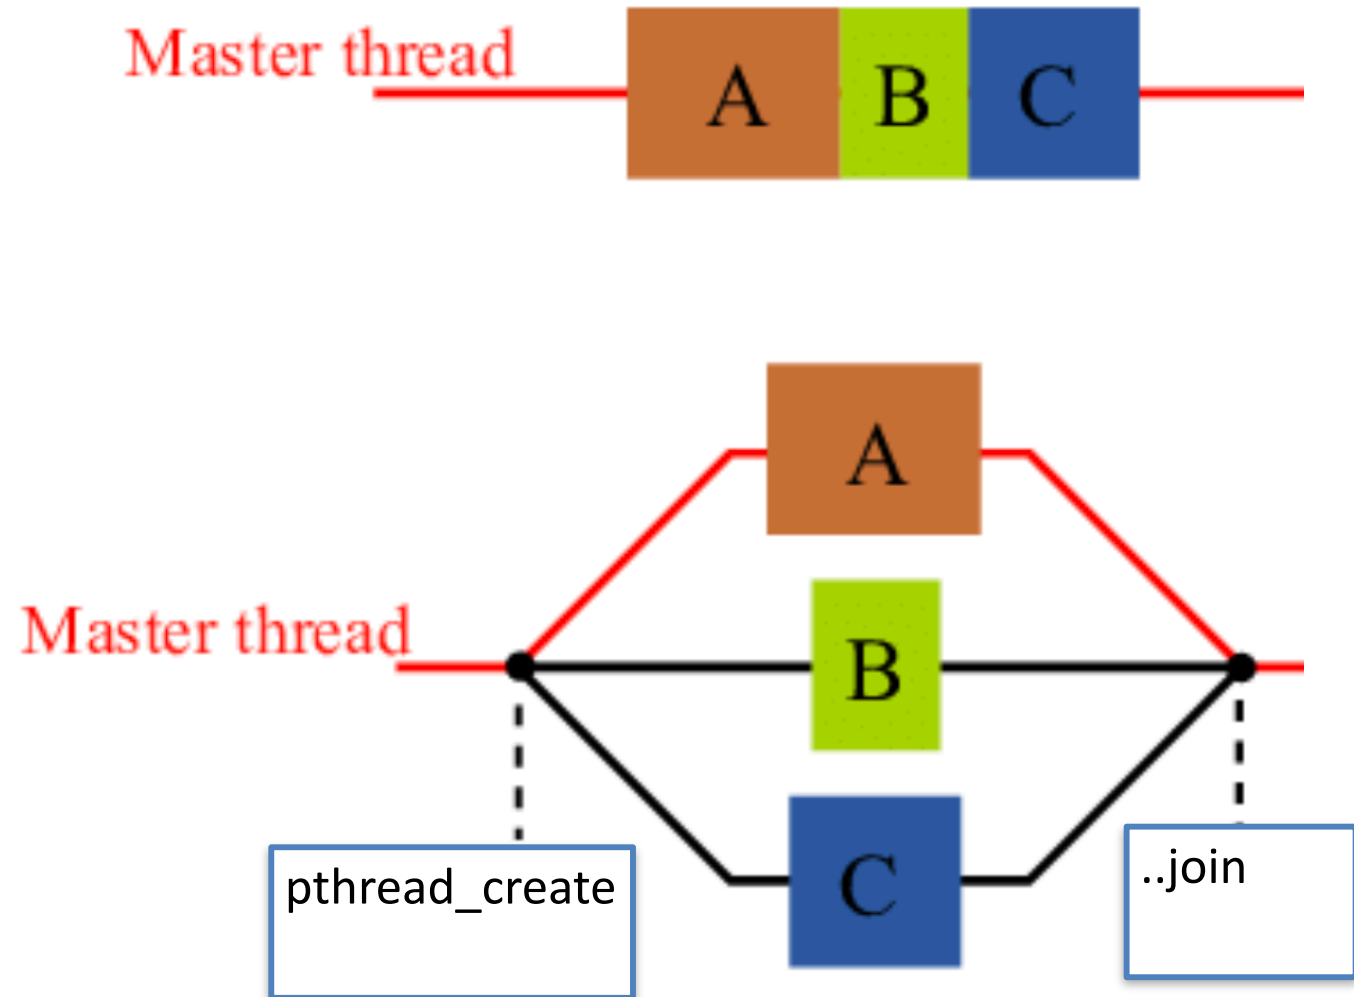 Master thread
A B C
A
Master thread
B
C
pthread_create
..join